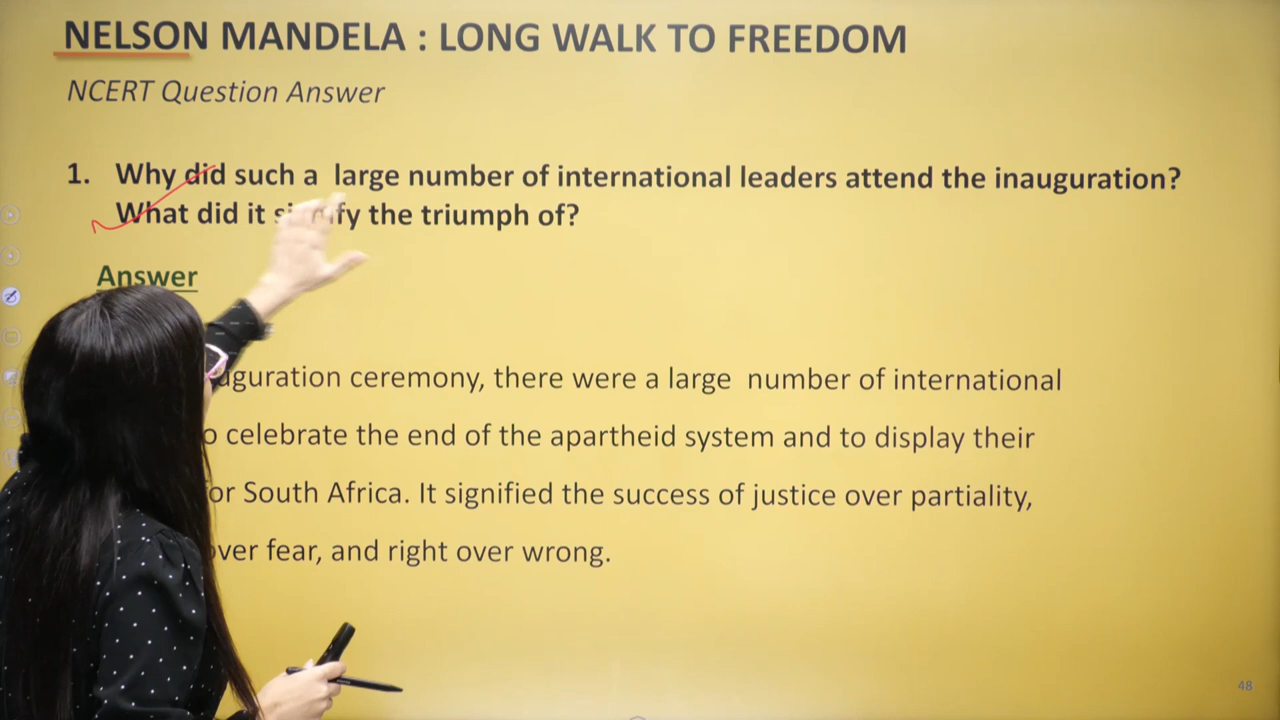 NELSON MANDELA : LONG WALK TO FREEDOM
NCERT Question Answer
1. Why did such a large number of international leaders attend the inauguration?
What did it fy the triumph of?
Answer
uguration ceremony, there were a large number of international
o celebrate the end of the apartheid system and to display their
or South Africa. It signified the success of justice over partiality,
ver fear, and right over wrong.
48